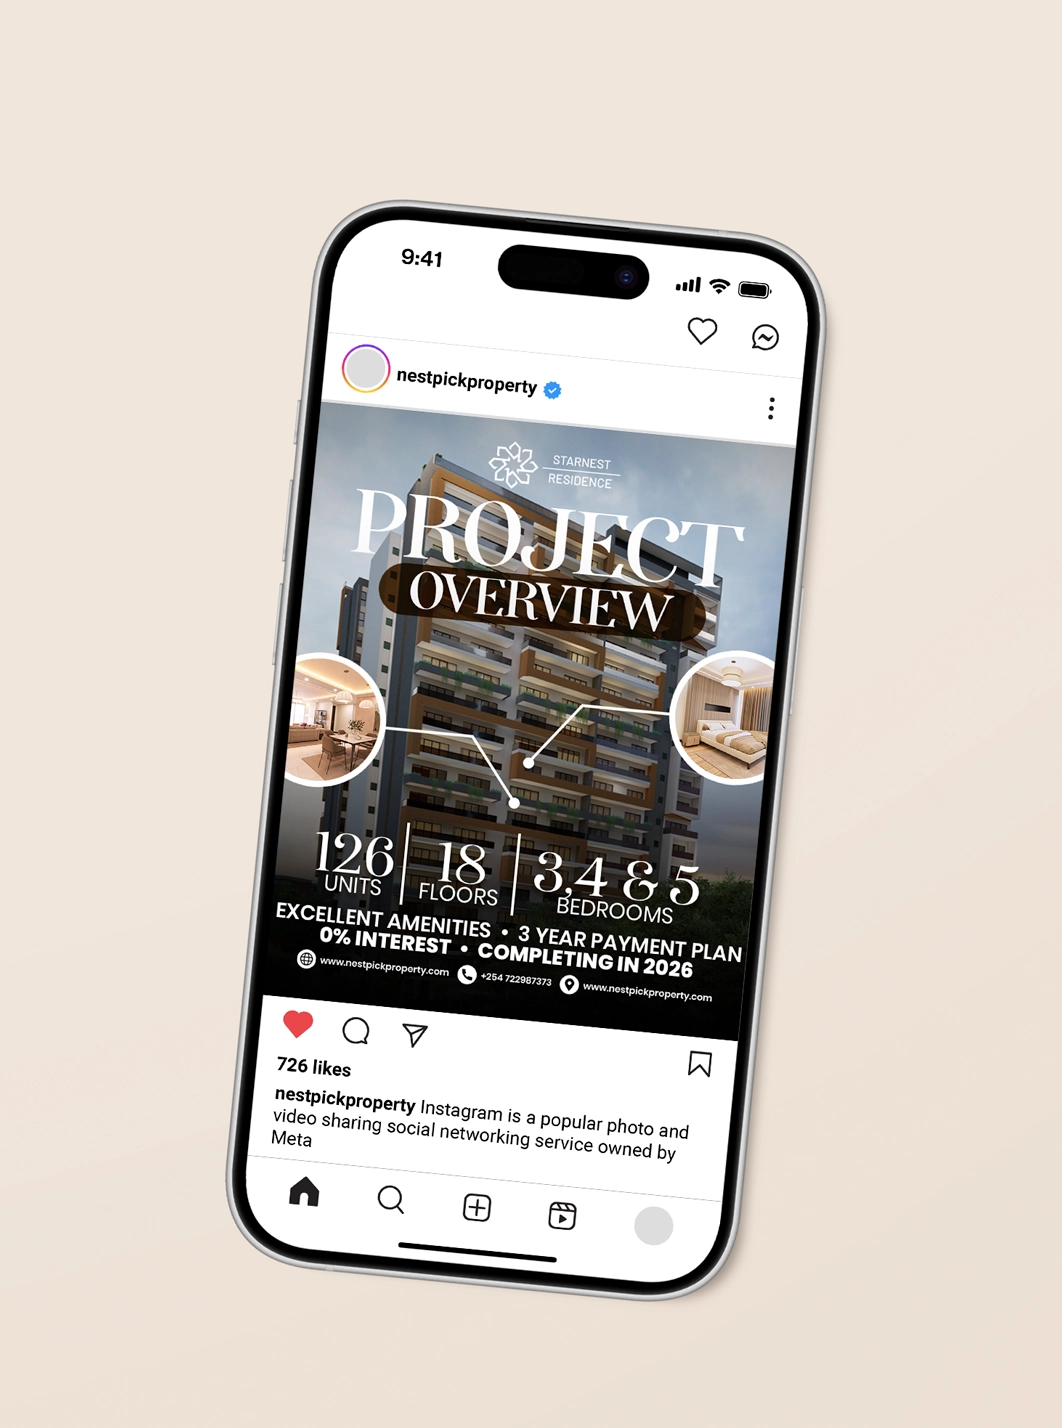 9:41
nestpickproperty
STARNEST
RESIDENCE
PROJECT
OVERVIEW
126
UNITS
18
FLOORS
3,4 & 5
BEDROOMS
EXCELLENT AMENITIES • 3 YEAR PAYMENT PLAN
0% INTEREST • COMPLETING IN 2026
www.nestpickproperty.com +254 722987373 www.nestpickproperty.com
726 likes
nestpickproperty Instagram is a popular photo and
video sharing social networking service owned by
Meta